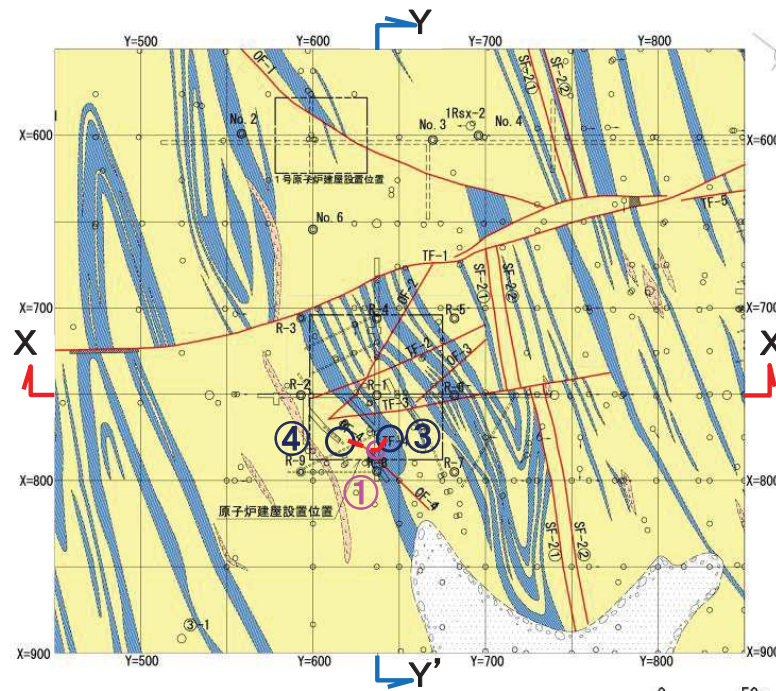 Y
Y=500 Y=600 Y=700 Y=800
OF-1
SF-2① SF-2②
1Rsx-2
No.2 No.3 No.4
X=600 X=600
1号原子炉建屋設置位置
No.6
TF-5
TF-1
OF-2
SF-2① SF-2②
X=700 X=700
R-3 R-4 R-5
TF-2
OF-3
X X
R-2 R-1 R-6
TF-3
OF-4
④ ③
R-9 R-8 R-7
①
X=800 X=800
OF-4
原子炉建屋設置位置
SF-2① SF-2②
③-1
X=900 X=900
Y=500 Y=600 Y=700 Y=800
Y'